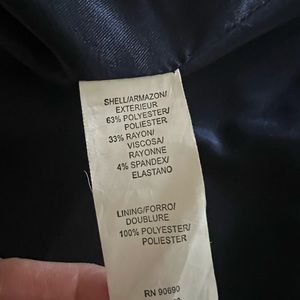 SHELL/ARMAZON/
EXTERIEUR
63% POLYESTER/
POLIESTER
33% RAYON/
VISCOSA/
RAYONNE
4% SPANDEX/
ELASTANO
LINING/FORRO/
DOUBLURE
100% POLYESTER/
POLIESTER
RN 90690